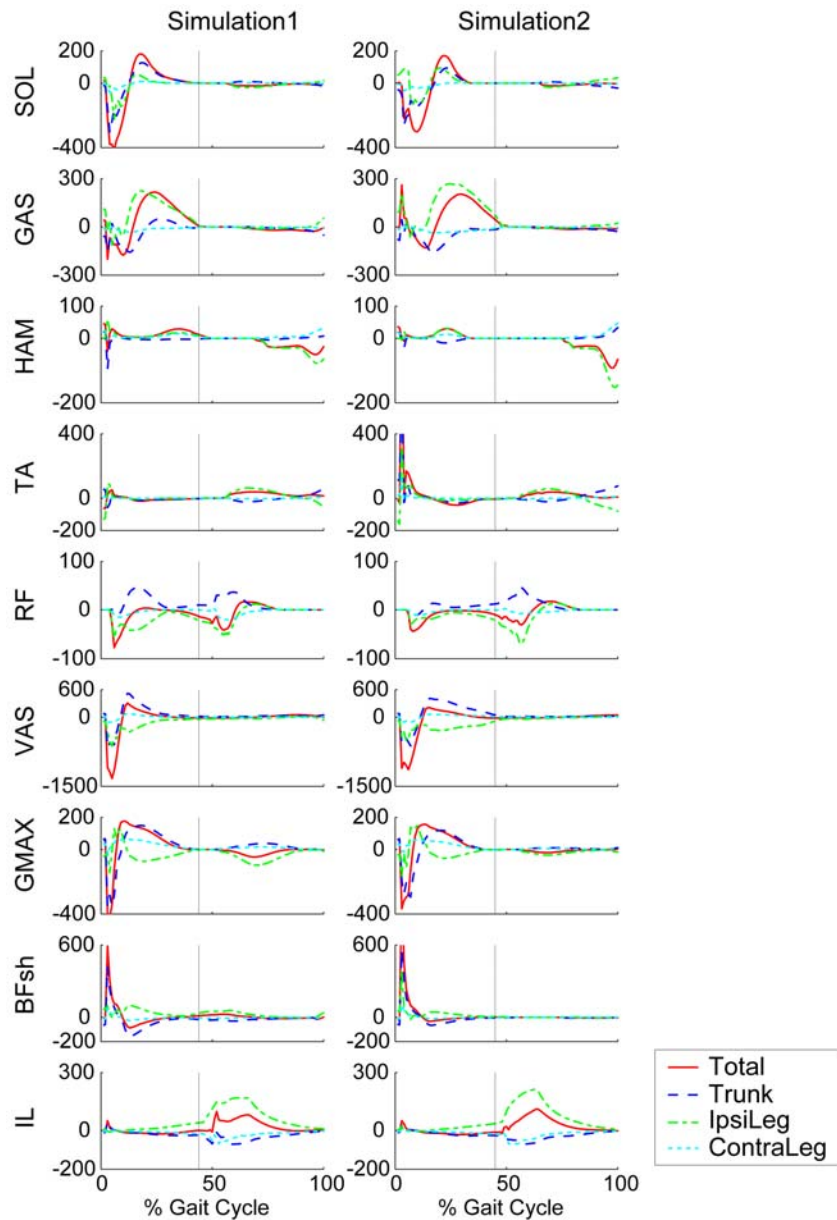 Simulation1 Simulation2
SOL
200 200
0 0
-400 -400
GAS
300 300
0 0
-300 -300
HAM
100 100
0 0
-200 -200
TA
400 400
0 0
-200 -200
RF
100 100
0 0
-100 -100
VAS
600 600
0 0
-1500 -1500
GMAX
200 200
0 0
-400 -400
BFsh
600 600
0 0
-200 -200
IL
300 300
0 0
-200 -200
0 50 100 0 50 100
% Gait Cycle % Gait Cycle
Total
Trunk
IpsiLeg
ContraLeg